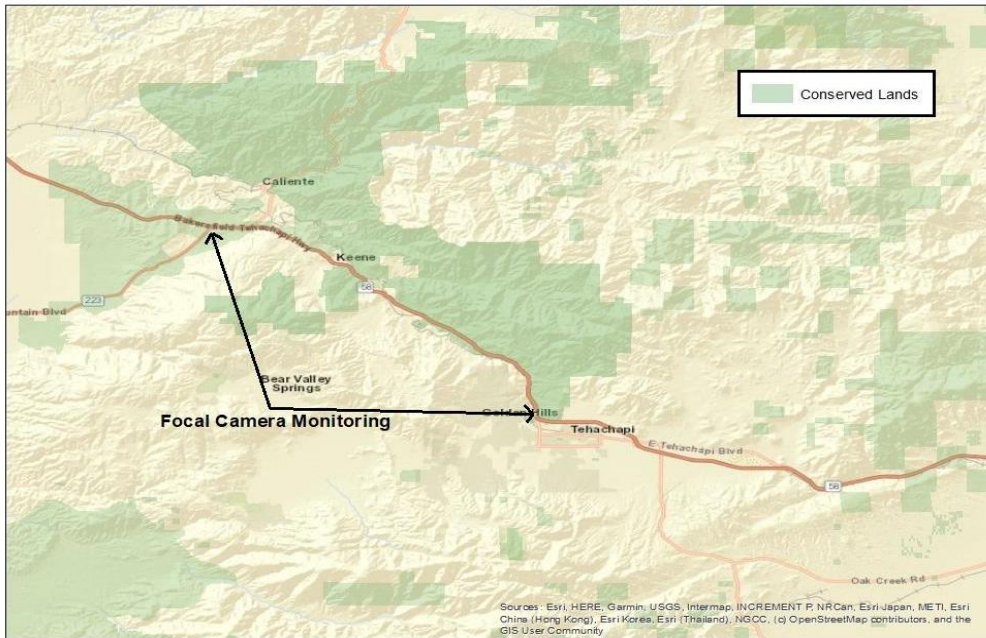 Conserved Lands
Caliente
Bakersfield Tehachapi Hwy
Keene
58
223
untain Blvd
Bear Valley
Springs
Focal Camera Monitoring
Golden Hills
Tehachapi
E Tehachapi Blvd
58
Oak Creek Rd
Sources: Esri, HERE, Garmin, USGS, Intermap, INCREMENT P, NRCan, Esri Japan, METI, Esri
China (Hong Kong), Esri Korea, Esri (Thailand), NGCC, (c) OpenStreetMap contributors, and the
GIS User Community